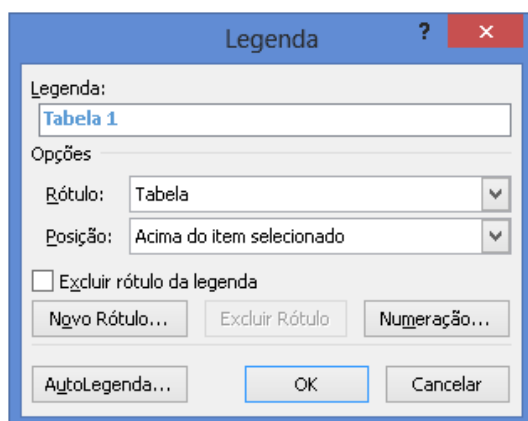 Legenda ? ×
Legenda:
Tabela 1
Opções
Rótulo: Tabela
Posição: Acima do item selecionado
Excluir rótulo da legenda
Novo Rótulo... Excluir Rótulo Numeração...
AutoLegenda... OK Cancelar